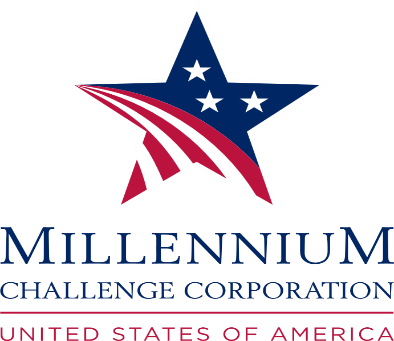 MILLENNIUM
CHALLENGE CORPORATION
UNITED STATES OF AMERICA